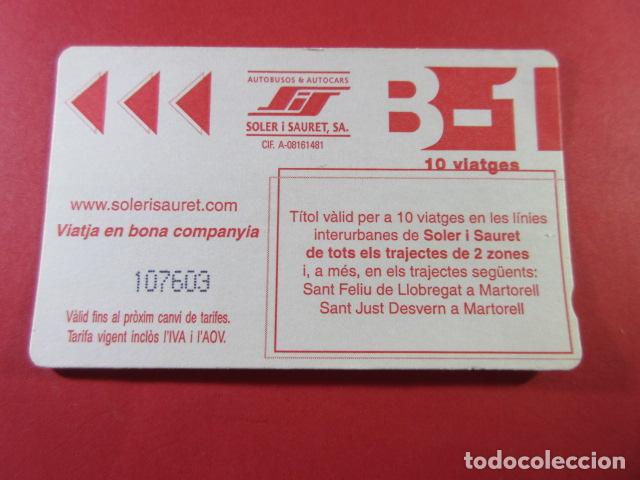 AUTOBUSOS & AUTOCARS
SiS
SOLER i SAURET, SA.
CIF. A-08161481
B-1
10 viatges
www.solerisauret.com
Viatja en bona companyia
107603
Vàlid fins al pròxim canvi de tarifes.
Tarifa vigent inclòs l'IVA i l'AOV.
Títol vàlid per a 10 viatges en les línies
interurbanes de Soler i Sauret
de tots els trajectes de 2 zones
i, a més, en els trajectes següents:
Sant Feliu de Llobregat a Martorell
Sant Just Desvern a Martorell
todocoleccion